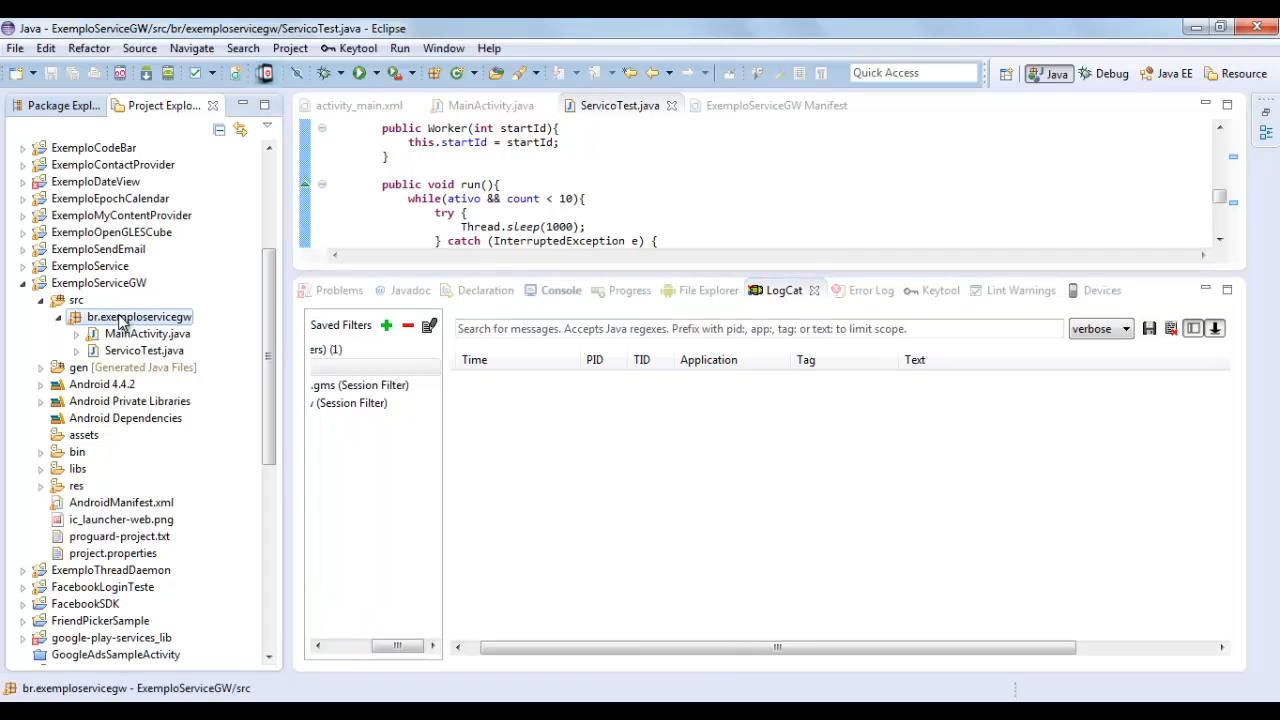 Java - ExemploServiceGW/src/br/exemploservicegw/ServicoTest.java - Eclipse
File Edit Refactor Source Navigate Search Project Keytool Run Window Help
Quick Access Java Debug Java EE Resource
Package Expl... Project Explo... activity_main.xml MainActivity.java ServicoTest.java ExemploServiceGW Manifest
ExemploCodeBar
ExemploContactProvider
ExemploDateView
ExemploEpochCalendar
ExemploMyContentProvider
ExemploOpenGLESCube
ExemploSendEmail
ExemploService
ExemploServiceGW
src
br.exemploservicegw
MainActivity.java
ServicoTest.java
gen [Generated Java Files]
Android 4.4.2
Android Private Libraries
Android Dependencies
assets
bin
libs
res
AndroidManifest.xml
ic_launcher-web.png
proguard-project.txt
project.properties
ExemploThreadDaemon
FacebookLoginTeste
FacebookSDK
FriendPickerSample
google-play-services_lib
GoogleAdsSampleActivity
public Worker(int startId){
this.startId = startId;
}
public void run(){
while(ativo && count < 10){
try {
Thread.sleep(1000);
} catch (InterruptedException e) {
Problems Javadoc Declaration Console Progress File Explorer LogCat Error Log Keytool Lint Warnings Devices
Saved Filters
Search for messages. Accepts Java regexes. Prefix with pid:, app:, tag: or text: to limit scope. verbose
ers) (1)
Time PID TID Application Tag Text
.gms (Session Filter)
(Session Filter)
br.exemploservicegw - ExemploServiceGW/src